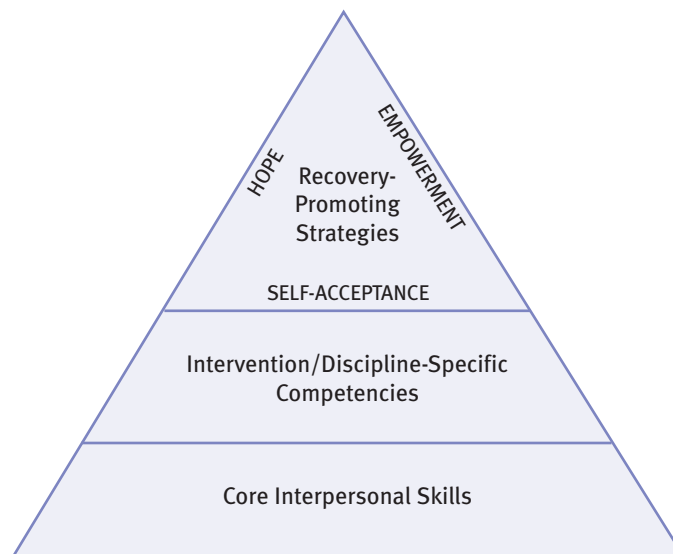 HOPE
EMPOWERMENT
Recovery-
Promoting
Strategies
SELF-ACCEPTANCE
Intervention/Discipline-Specific
Competencies
Core Interpersonal Skills